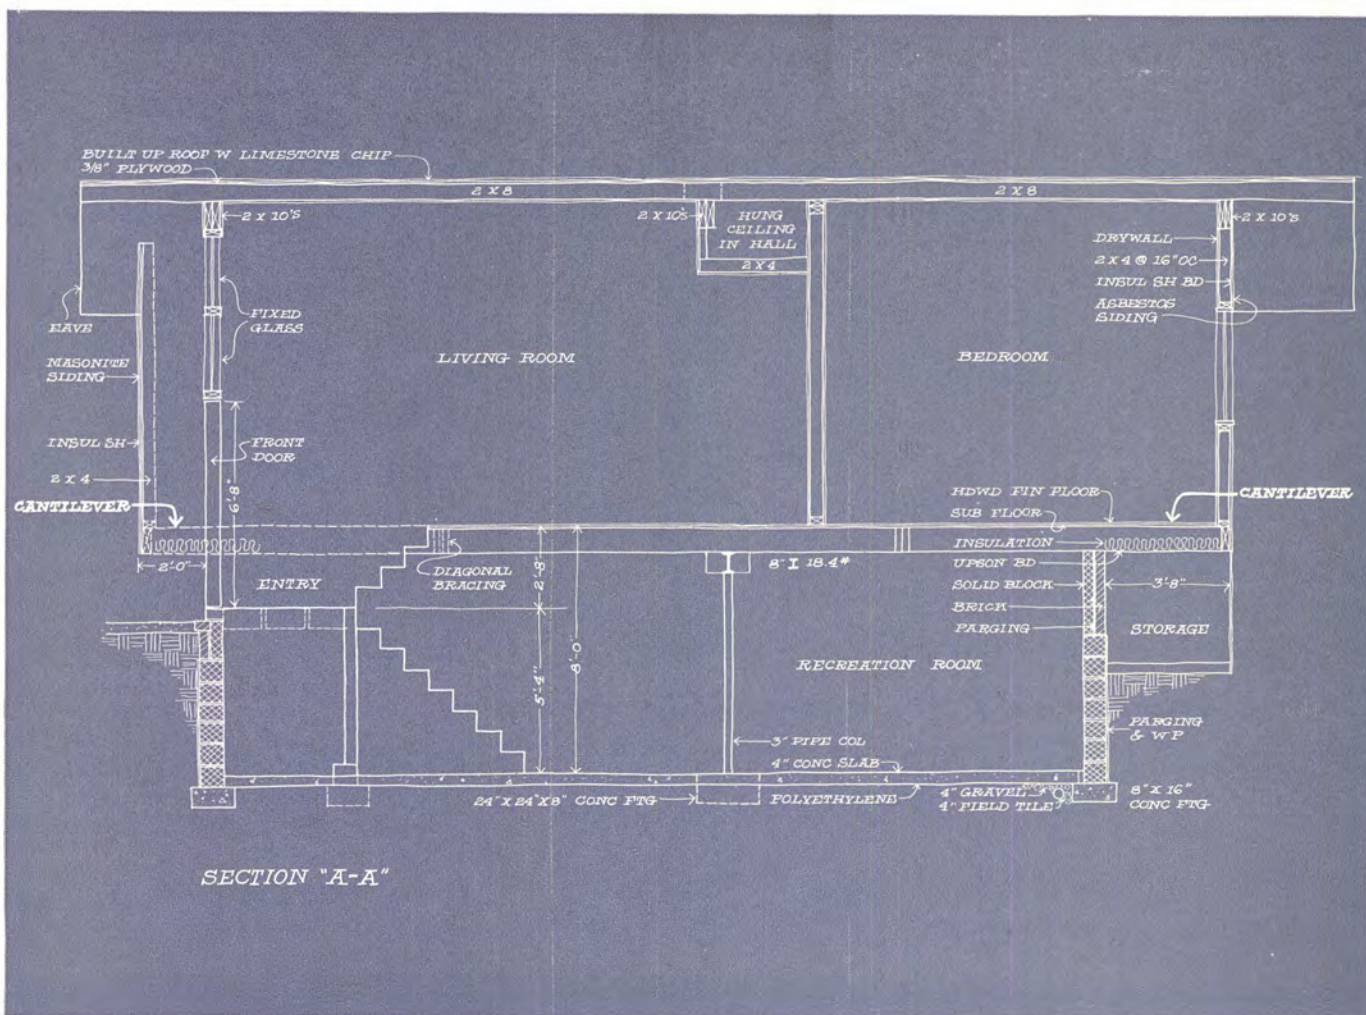 BUILT UP ROOF W LIMESTONE CHIP
3/8" PLYWOOD
2 X 8
2 X 8
2 X 10'S
2 X 10'S
HUNG
CEILING
IN HALL
2 X 4
2 X 10'S
DRYWALL
2 X 4 @ 16" OC
INSUL SH BD
ASBESTOS
SIDING
EAVE
FIXED
GLASS
MASONITE
SIDING
LIVING ROOM
BEDROOM
INSUL SH
FRONT
DOOR
2 X 4
6'-8"
CANTILEVER
HDWD FIN FLOOR
SUB FLOOR
CANTILEVER
INSULATION
UPSON BD
SOLID BLOCK
BRICK
PARGING
2'-0"
ENTRY
DIAGONAL
BRACING
2'-8"
8" I 18.4#
3'-8"
STORAGE
5'-4"
8'-0"
RECREATION ROOM
PARGING
& WP
3" PIPE COL
4" CONC SLAB
24" X 24" X 8" CONC FTG
POLYETHYLENE
4" GRAVEL
4" FIELD TILE
8" X 16"
CONC FTG
SECTION "A-A"